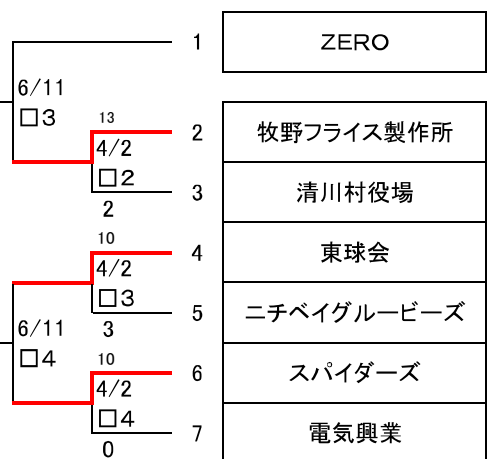 1 ZERO
6/11
□3
13
4/2
2 牧野フライス製作所
□2
2
3 清川村役場
10
4/2
4 東球会
□3
3
5 ニチベイグルービーズ
6/11
□4
10
4/2
6 スパイダーズ
□4
0
7 電気興業